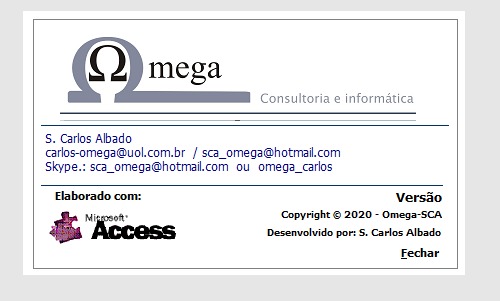 Ωmega
Consultoria e informática
S. Carlos Albado
carlos-omega@uol.com.br / sca_omega@hotmail.com
Skype.: sca_omega@hotmail.com ou omega_carlos
Elaborado com:
Microsoft®
Access
Versão
Copyright © 2020 - Omega-SCA
Desenvolvido por: S. Carlos Albado
Fechar